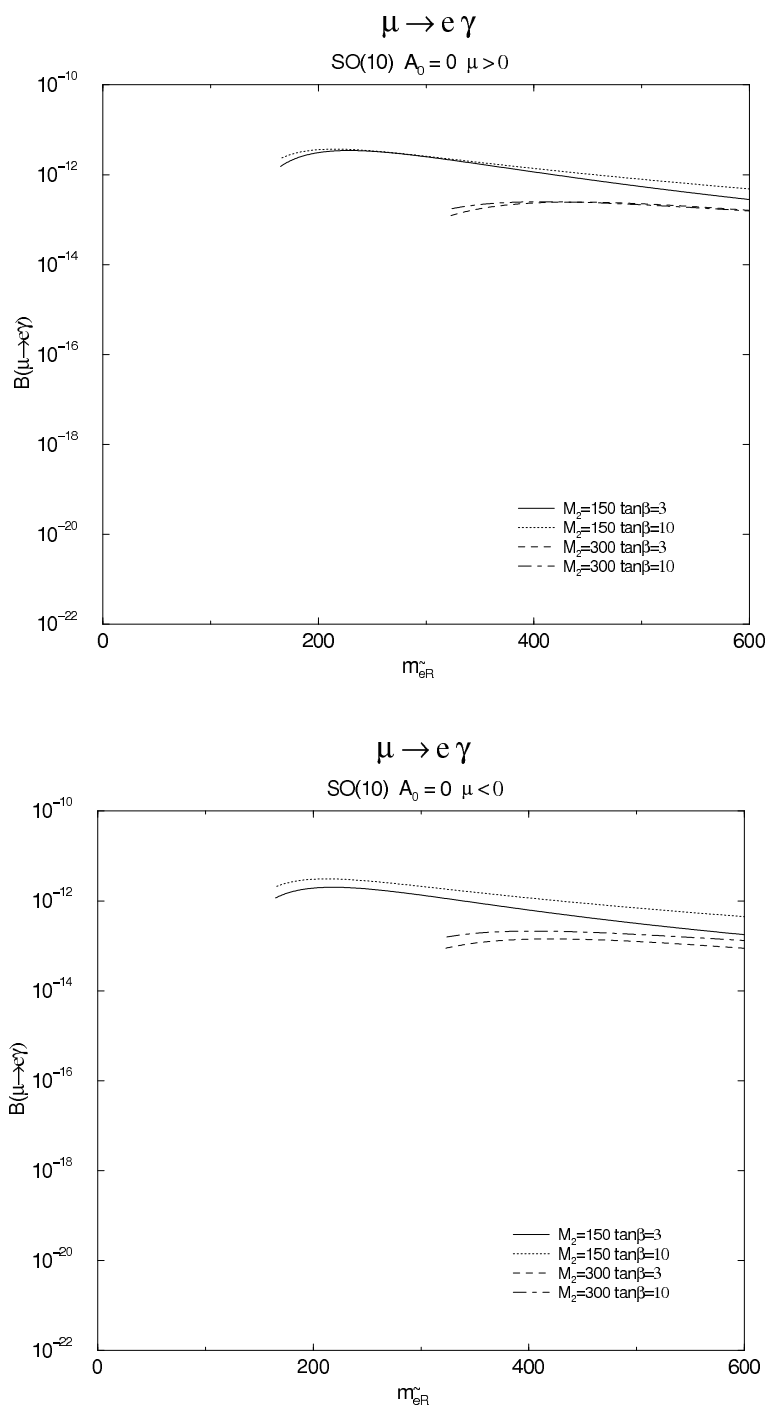 μ → e γ
SO(10) A₀ = 0 μ > 0
10⁻¹⁰
10⁻¹²
10⁻¹⁴
10⁻¹⁶
10⁻¹⁸
10⁻²⁰
10⁻²²
B(μ→eγ)
0 200 400 600
m ẽR
M₂=150 tanβ=3
M₂=150 tanβ=10
M₂=300 tanβ=3
M₂=300 tanβ=10
μ → e γ
SO(10) A₀ = 0 μ < 0
10⁻¹⁰
10⁻¹²
10⁻¹⁴
10⁻¹⁶
10⁻¹⁸
10⁻²⁰
10⁻²²
B(μ→eγ)
0 200 400 600
m ẽR
M₂=150 tanβ=3
M₂=150 tanβ=10
M₂=300 tanβ=3
M₂=300 tanβ=10